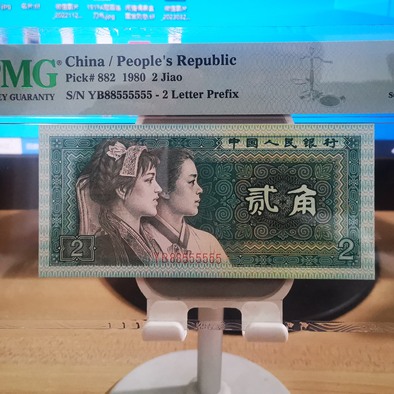 MG China / People's Republic
EY GUARANTY Pick# 882 1980 2 Jiao
S/N YB88555555 - 2 Letter Prefix
中国人民银行
贰角
2
2
YB88555555